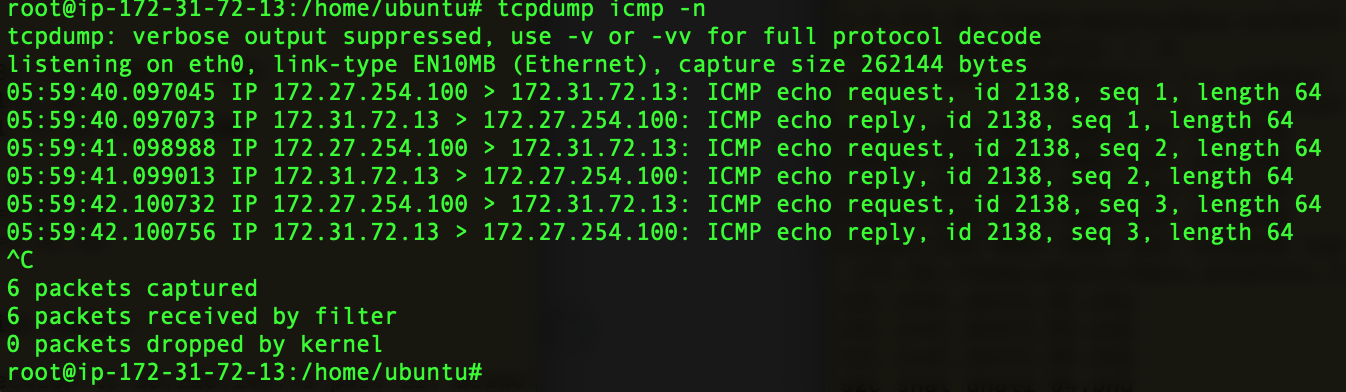 root@ip-172-31-72-13:/home/ubuntu# tcpdump icmp -n
tcpdump: verbose output suppressed, use -v or -vv for full protocol decode
listening on eth0, link-type EN10MB (Ethernet), capture size 262144 bytes
05:59:40.097045 IP 172.27.254.100 > 172.31.72.13: ICMP echo request, id 2138, seq 1, length 64
05:59:40.097073 IP 172.31.72.13 > 172.27.254.100: ICMP echo reply, id 2138, seq 1, length 64
05:59:41.098988 IP 172.27.254.100 > 172.31.72.13: ICMP echo request, id 2138, seq 2, length 64
05:59:41.099013 IP 172.31.72.13 > 172.27.254.100: ICMP echo reply, id 2138, seq 2, length 64
05:59:42.100732 IP 172.27.254.100 > 172.31.72.13: ICMP echo request, id 2138, seq 3, length 64
05:59:42.100756 IP 172.31.72.13 > 172.27.254.100: ICMP echo reply, id 2138, seq 3, length 64
^C
6 packets captured
6 packets received by filter
0 packets dropped by kernel
root@ip-172-31-72-13:/home/ubuntu#